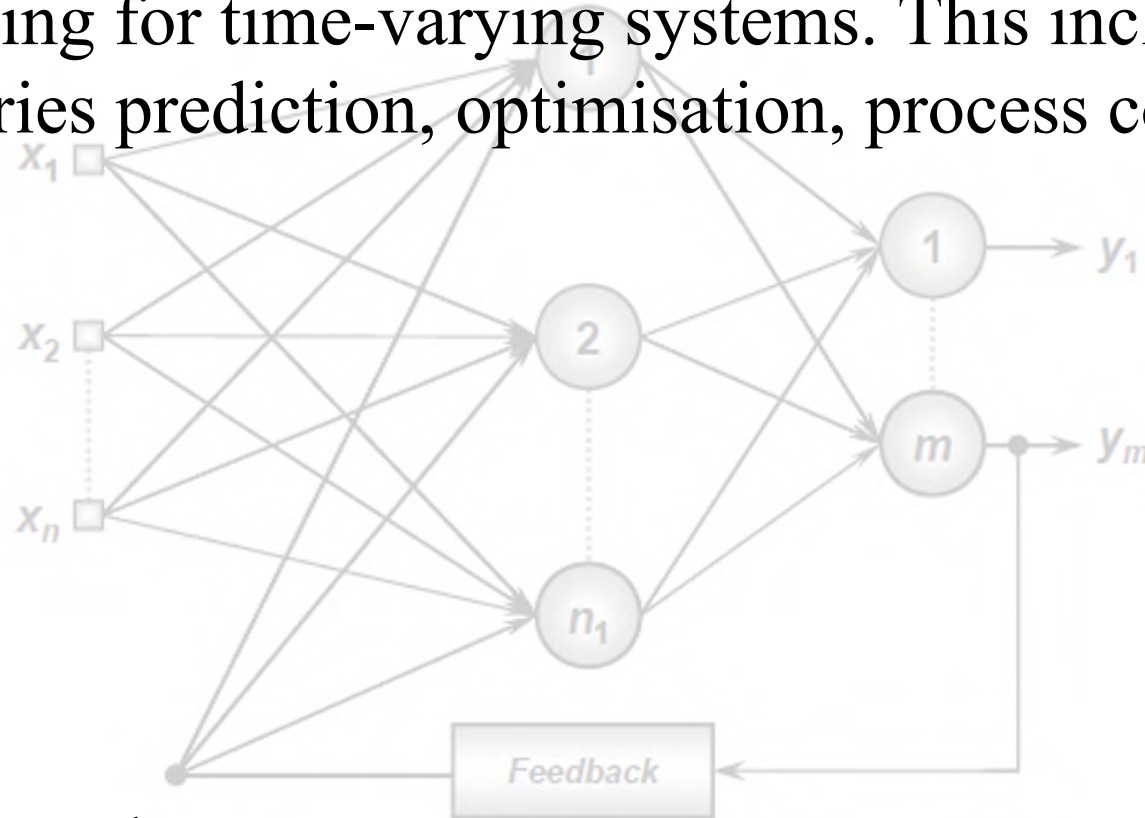 ing for time-varying systems. This inc
ries prediction, optimisation, process c
1
x₁
1
y₁
x₂
2
m
yₘ
xₙ
n₁
Feedback